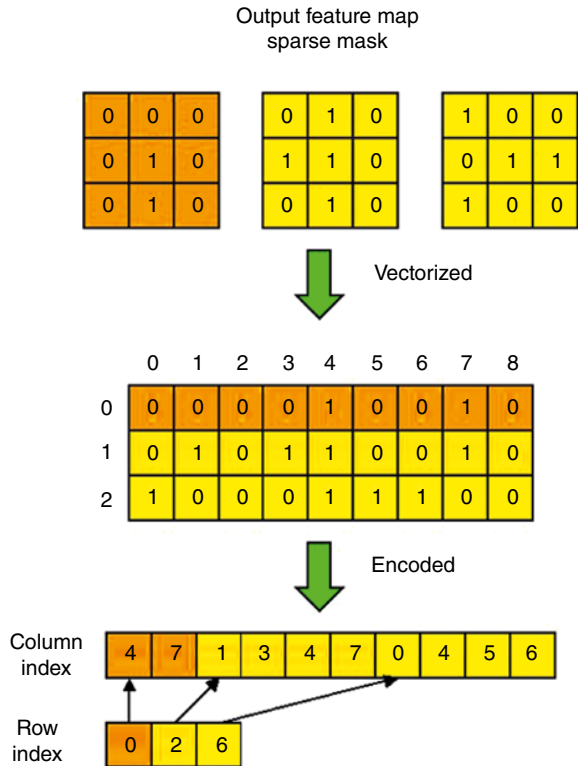 Output feature map
sparse mask
0 0 0 0 1 0 1 0 0
0 1 0 1 1 0 0 1 1
0 1 0 0 1 0 1 0 0
Vectorized
0 1 2 3 4 5 6 7 8
0 0 0 0 0 1 0 0 1 0
1 0 1 0 1 1 0 0 1 0
2 1 0 0 0 1 1 1 0 0
Encoded
Column
index
4 7 1 3 4 7 0 4 5 6
Row
index
0 2 6